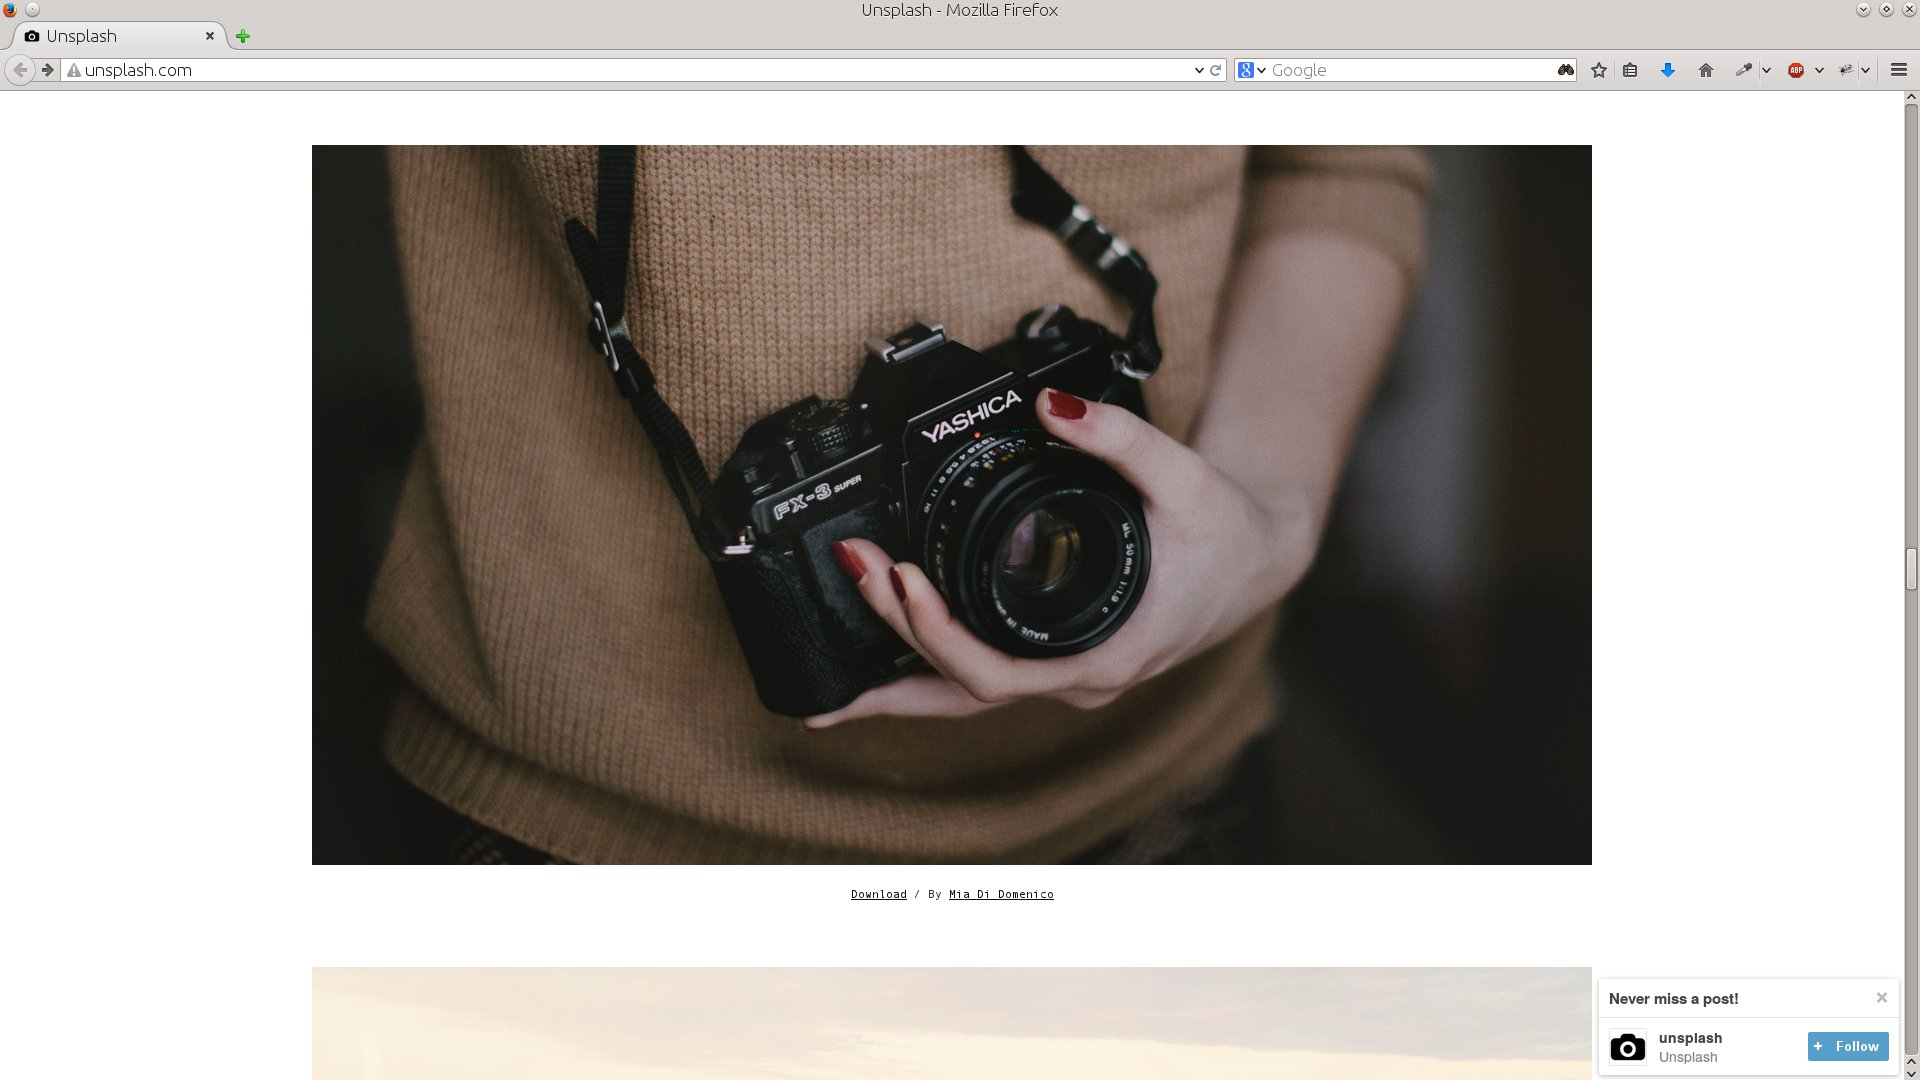 Unsplash - Mozilla Firefox
Unsplash
unsplash.com
Google
ABP
YASHICA
FX-3 SUPER
ML 50mm 1:1.9 c
MADE IN
Download / By Mia Di Domenico
Never miss a post!
unsplash
Unsplash
+ Follow